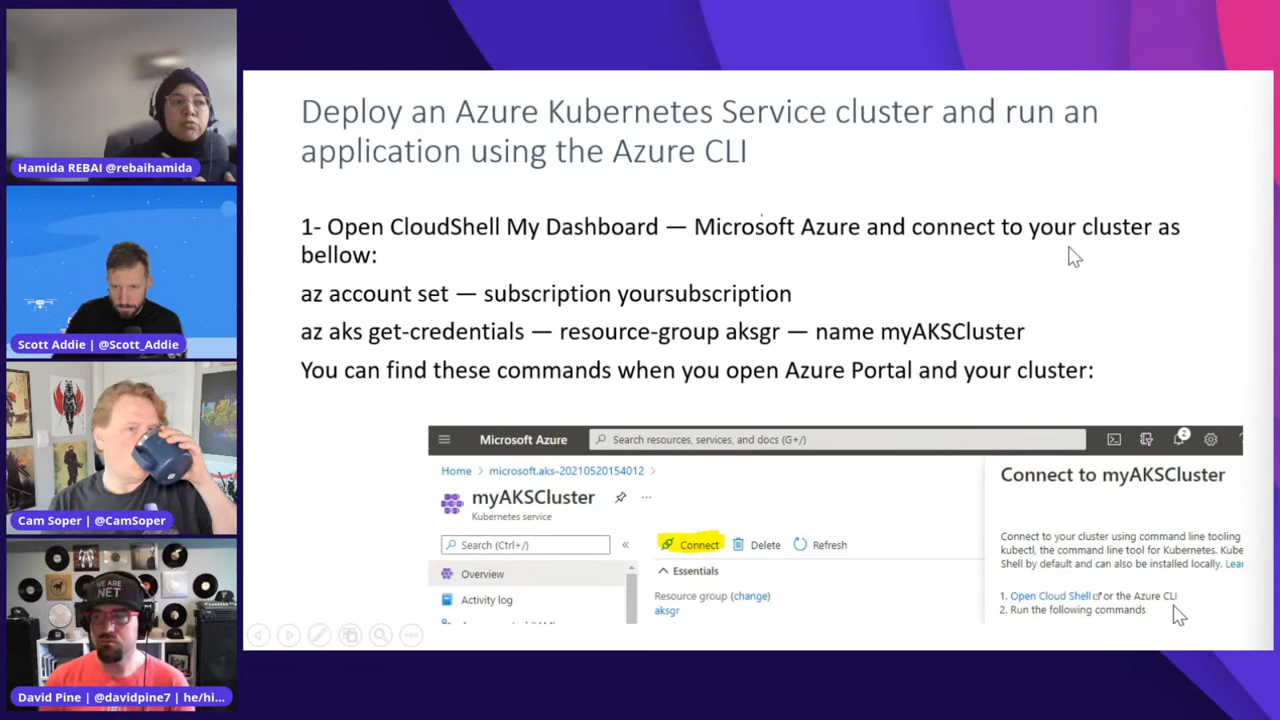 Hamida REBAI @rebaihamida
Scott Addie | @Scott_Addie
Cam Soper | @CamSoper
WE ARE
.NET
David Pine | @davidpine7 | he/hi...
Deploy an Azure Kubernetes Service cluster and run an
application using the Azure CLI
1- Open CloudShell My Dashboard — Microsoft Azure and connect to your cluster as
bellow:
az account set — subscription yoursubscription
az aks get-credentials — resource-group aksgr — name myAKSCluster
You can find these commands when you open Azure Portal and your cluster:
Microsoft Azure
Search resources, services, and docs (G+/)
2
Home > microsoft.aks-20210520154012 >
myAKSCluster
Kubernetes service
Search (Ctrl+/)
«
Overview
Activity log
Connect
Delete
Refresh
Essentials
Resource group (change)
aksgr
Connect to myAKSCluster
Connect to your cluster using command line tooling
kubectl, the command line tool for Kubernetes. Kube
Shell by default and can also be installed locally. Lear
1. Open Cloud Shell or the Azure CLI
2. Run the following commands